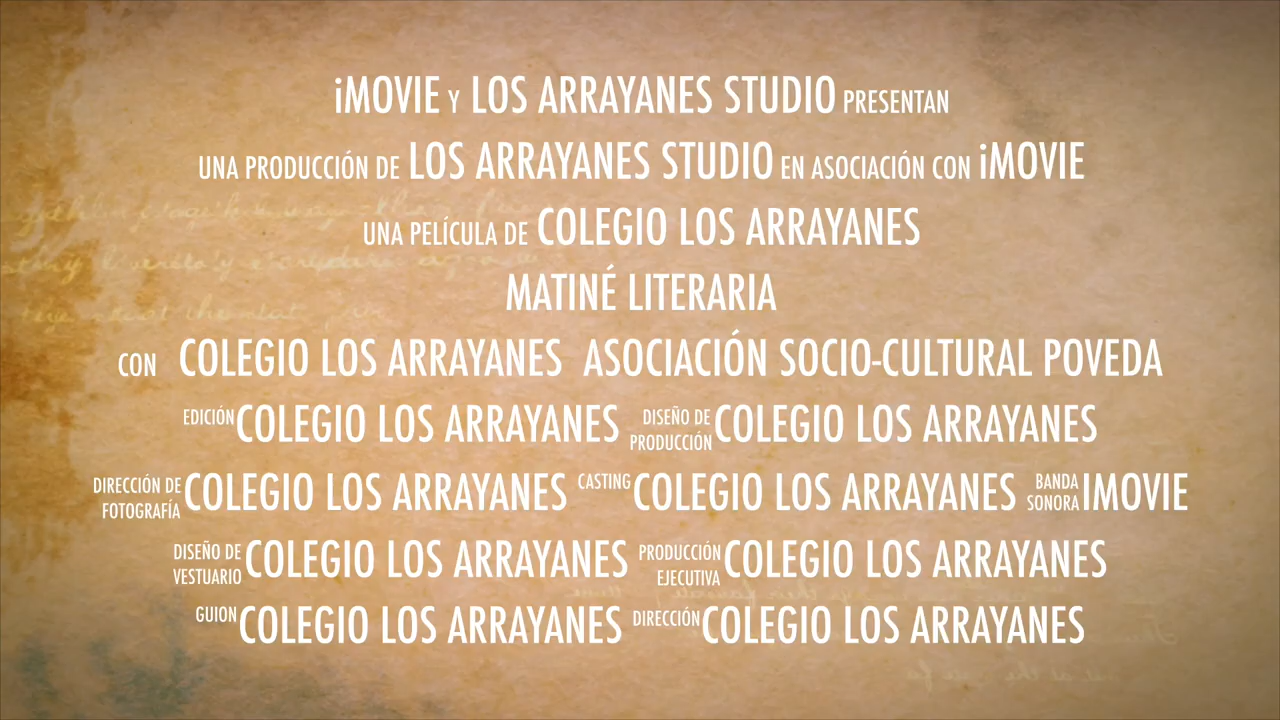 iMOVIE Y LOS ARRAYANES STUDIO PRESENTAN
UNA PRODUCCIÓN DE LOS ARRAYANES STUDIO EN ASOCIACIÓN CON iMOVIE
UNA PELÍCULA DE COLEGIO LOS ARRAYANES
MATINÉ LITERARIA
CON COLEGIO LOS ARRAYANES ASOCIACIÓN SOCIO-CULTURAL POVEDA
EDICIÓN COLEGIO LOS ARRAYANES DISEÑO DE PRODUCCIÓN COLEGIO LOS ARRAYANES
DIRECCIÓN DE FOTOGRAFÍA COLEGIO LOS ARRAYANES CASTING COLEGIO LOS ARRAYANES BANDA SONORA IMOVIE
DISEÑO DE VESTUARIO COLEGIO LOS ARRAYANES PRODUCCIÓN EJECUTIVA COLEGIO LOS ARRAYANES
GUION COLEGIO LOS ARRAYANES DIRECCIÓN COLEGIO LOS ARRAYANES